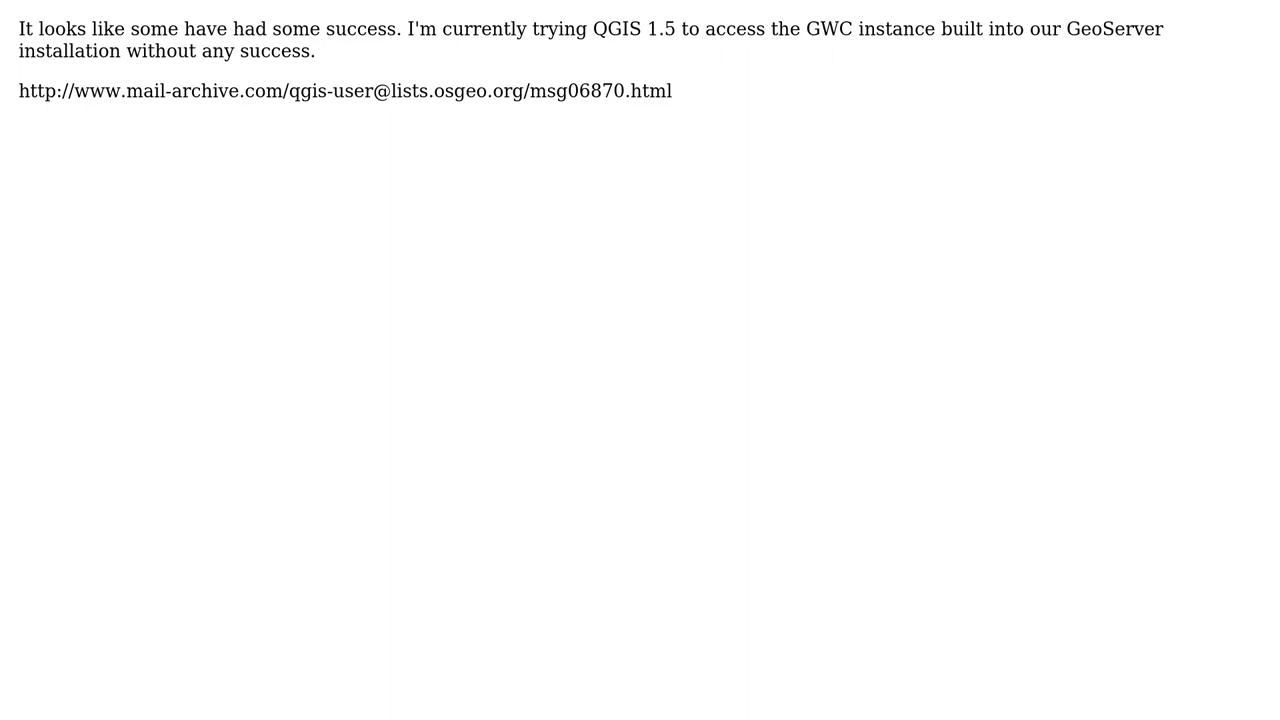 It looks like some have had some success. I'm currently trying QGIS 1.5 to access the GWC instance built into our GeoServer
installation without any success.
http://www.mail-archive.com/qgis-user@lists.osgeo.org/msg06870.html